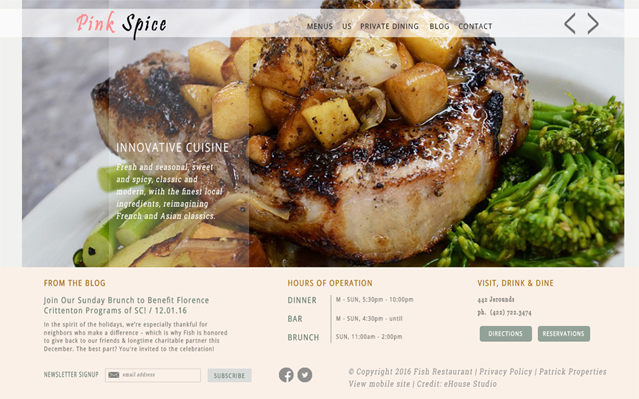 Pink Spice
MENUS US PRIVATE DINING BLOG CONTACT
INNOVATIVE CUISINE
Fresh and seasonal, sweet
and spicy, classic and
modern, with the finest local
ingredients, reimagining
French and Asian classics.
FROM THE BLOG
Join Our Sunday Brunch to Benefit Florence
Crittenton Programs of SC! / 12.01.16
In the spirit of the holidays, we're especially thankful for
neighbors who make a difference – which is why Fish is honored
to give back to our friends & longtime charitable partner this
December. The best part? You're invited to the celebration!
NEWSLETTER SIGNUP email address SUBSCRIBE
HOURS OF OPERATION
DINNER M - SUN, 5:30pm - 10:00pm
BAR M - SUN, 4:30pm - until
BRUNCH SUN, 11:00am - 2:00pm
VISIT, DRINK & DINE
442 Jerounds
ph. (422) 722.3474
DIRECTIONS RESERVATIONS
© Copyright 2016 Fish Restaurant | Privacy Policy | Patrick Properties
View mobile site | Credit: eHouse Studio